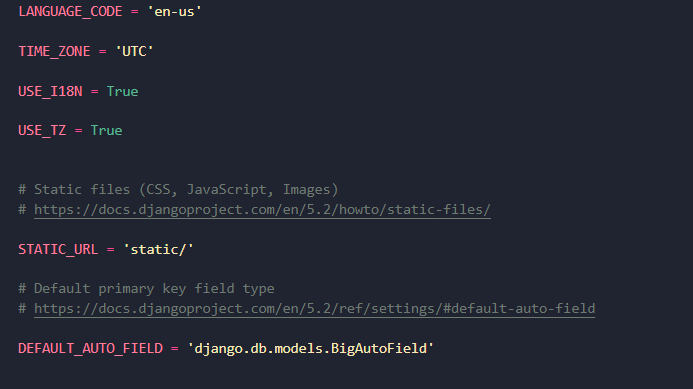 LANGUAGE_CODE = 'en-us'
TIME_ZONE = 'UTC'
USE_I18N = True
USE_TZ = True
# Static files (CSS, JavaScript, Images)
# https://docs.djangoproject.com/en/5.2/howto/static-files/
STATIC_URL = 'static/'
# Default primary key field type
# https://docs.djangoproject.com/en/5.2/ref/settings/#default-auto-field
DEFAULT_AUTO_FIELD = 'django.db.models.BigAutoField'